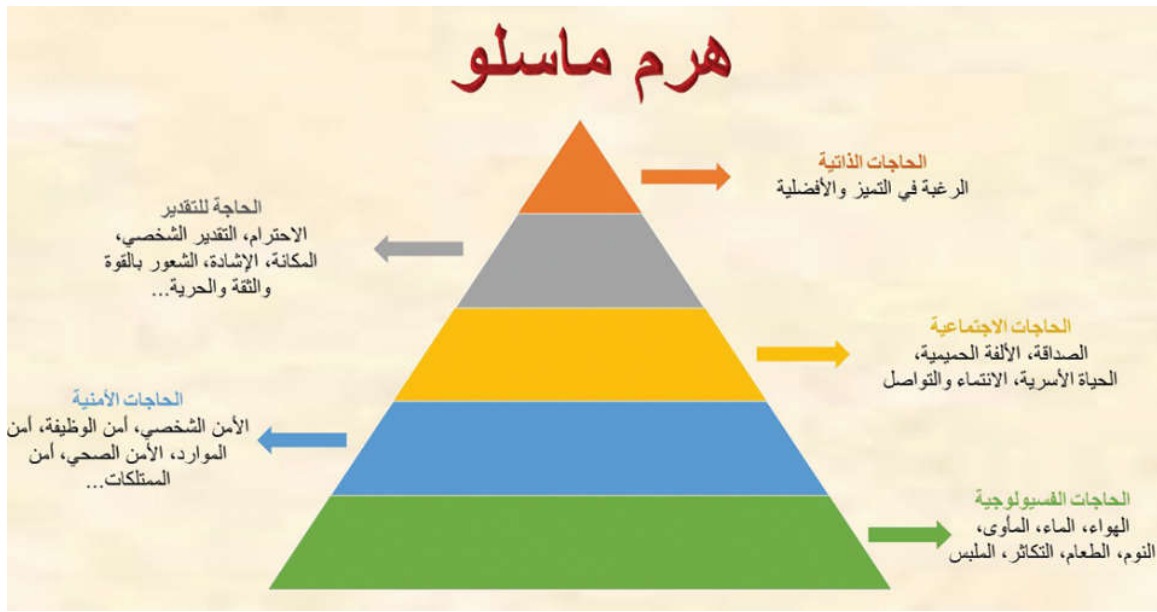 هرم ماسلو
الحاجات الذاتية
الرغبة في التميز والأفضلية
الحاجة للتقدير
الاحترام، التقدير الشخصي،
المكانة، الإشادة، الشعور بالقوة
والثقة والحرية...
الحاجات الاجتماعية
الصداقة، الألفة الحميمية،
الحياة الأسرية، الانتماء والتواصل
الحاجات الأمنية
الأمن الشخصي، أمن الوظيفة، أمن
الموارد، الأمن الصحي، أمن
الممتلكات...
الحاجات الفسيولوجية
الهواء، الماء، المأوى،
النوم، الطعام، التكاثر، الملبس